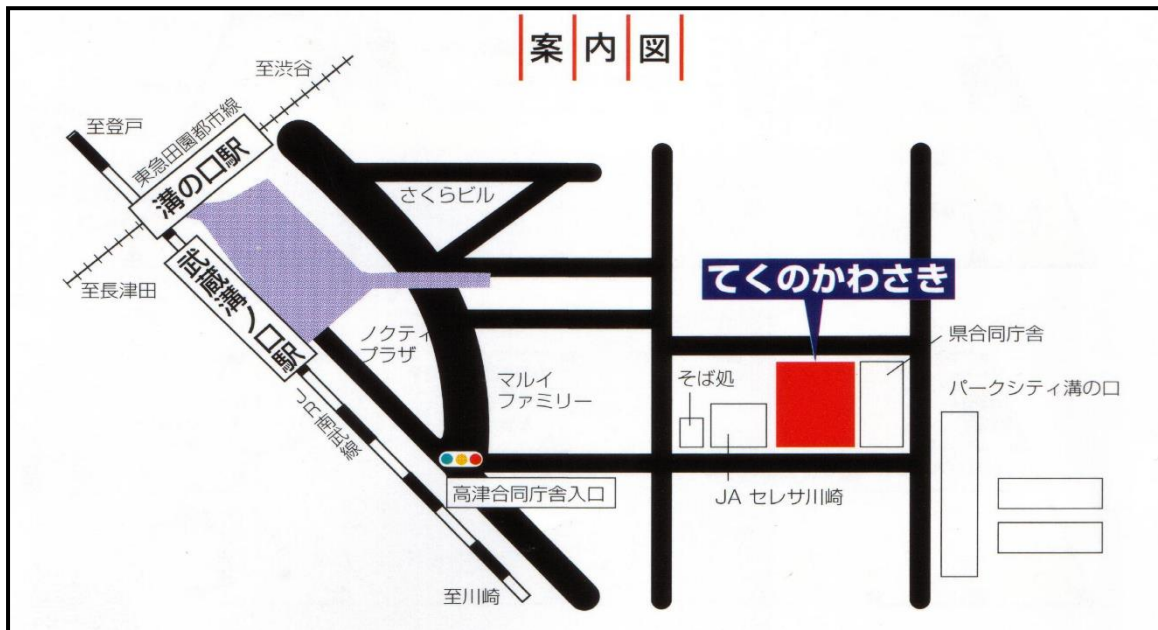 案内図
至渋谷
至登戸
東急田園都市線
溝の口駅
さくらビル
武蔵溝ノ口駅
至長津田
てくのかわさき
ノクティ
プラザ
県合同庁舎
マルイ
ファミリー
そば処
パークシティ溝の口
JR南武線
高津合同庁舎入口
JA セレサ川崎
至川崎